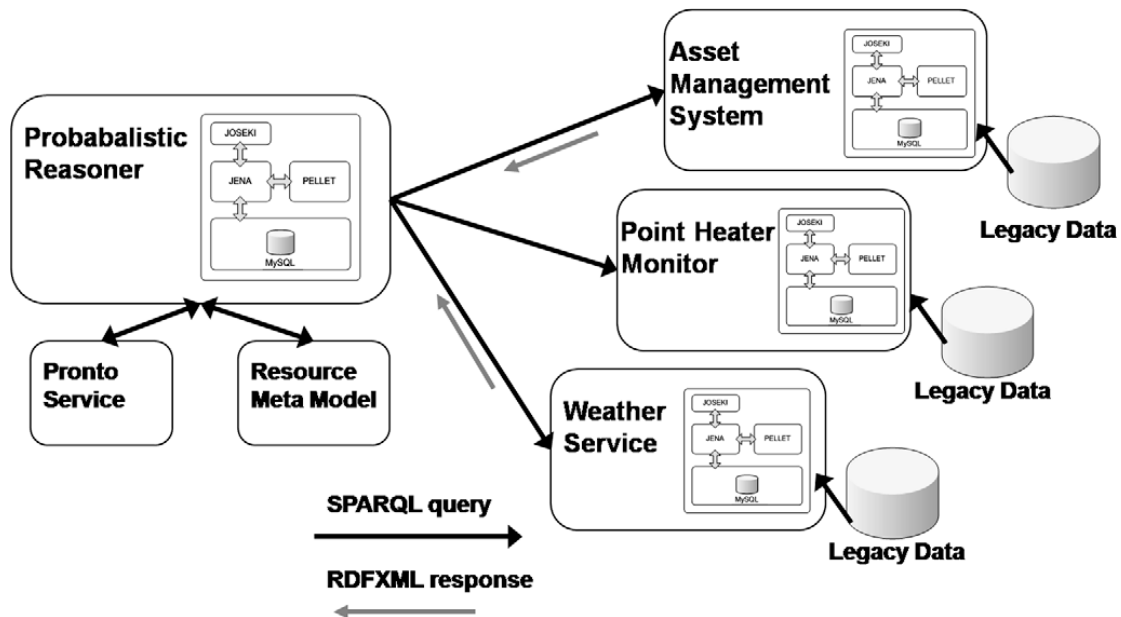 Probabalistic
Reasoner
JOSEKI
JENA
PELLET
MySQL
Pronto
Service
Resource
Meta Model
Asset
Management
System
JOSEKI
JENA
PELLET
MySQL
Legacy Data
Point Heater
Monitor
JOSEKI
JENA
PELLET
MySQL
Legacy Data
Weather
Service
JOSEKI
JENA
PELLET
MySQL
Legacy Data
SPARQL query
RDFXML response